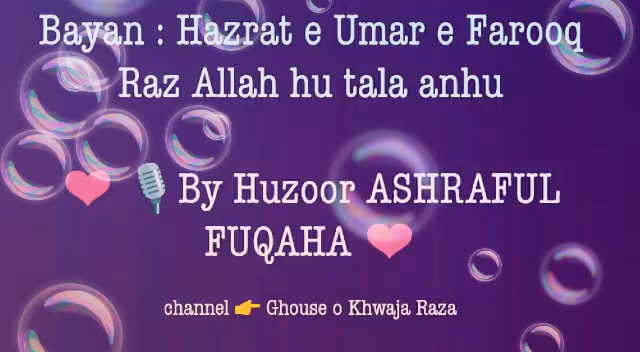 Bayan : Hazrat e Umar e Farooq
Raz Allah hu tala anhu
❤ 🎙 By Huzoor ASHRAFUL
FUQAHA ❤
channel 👉 Ghouse o Khwaja Raza